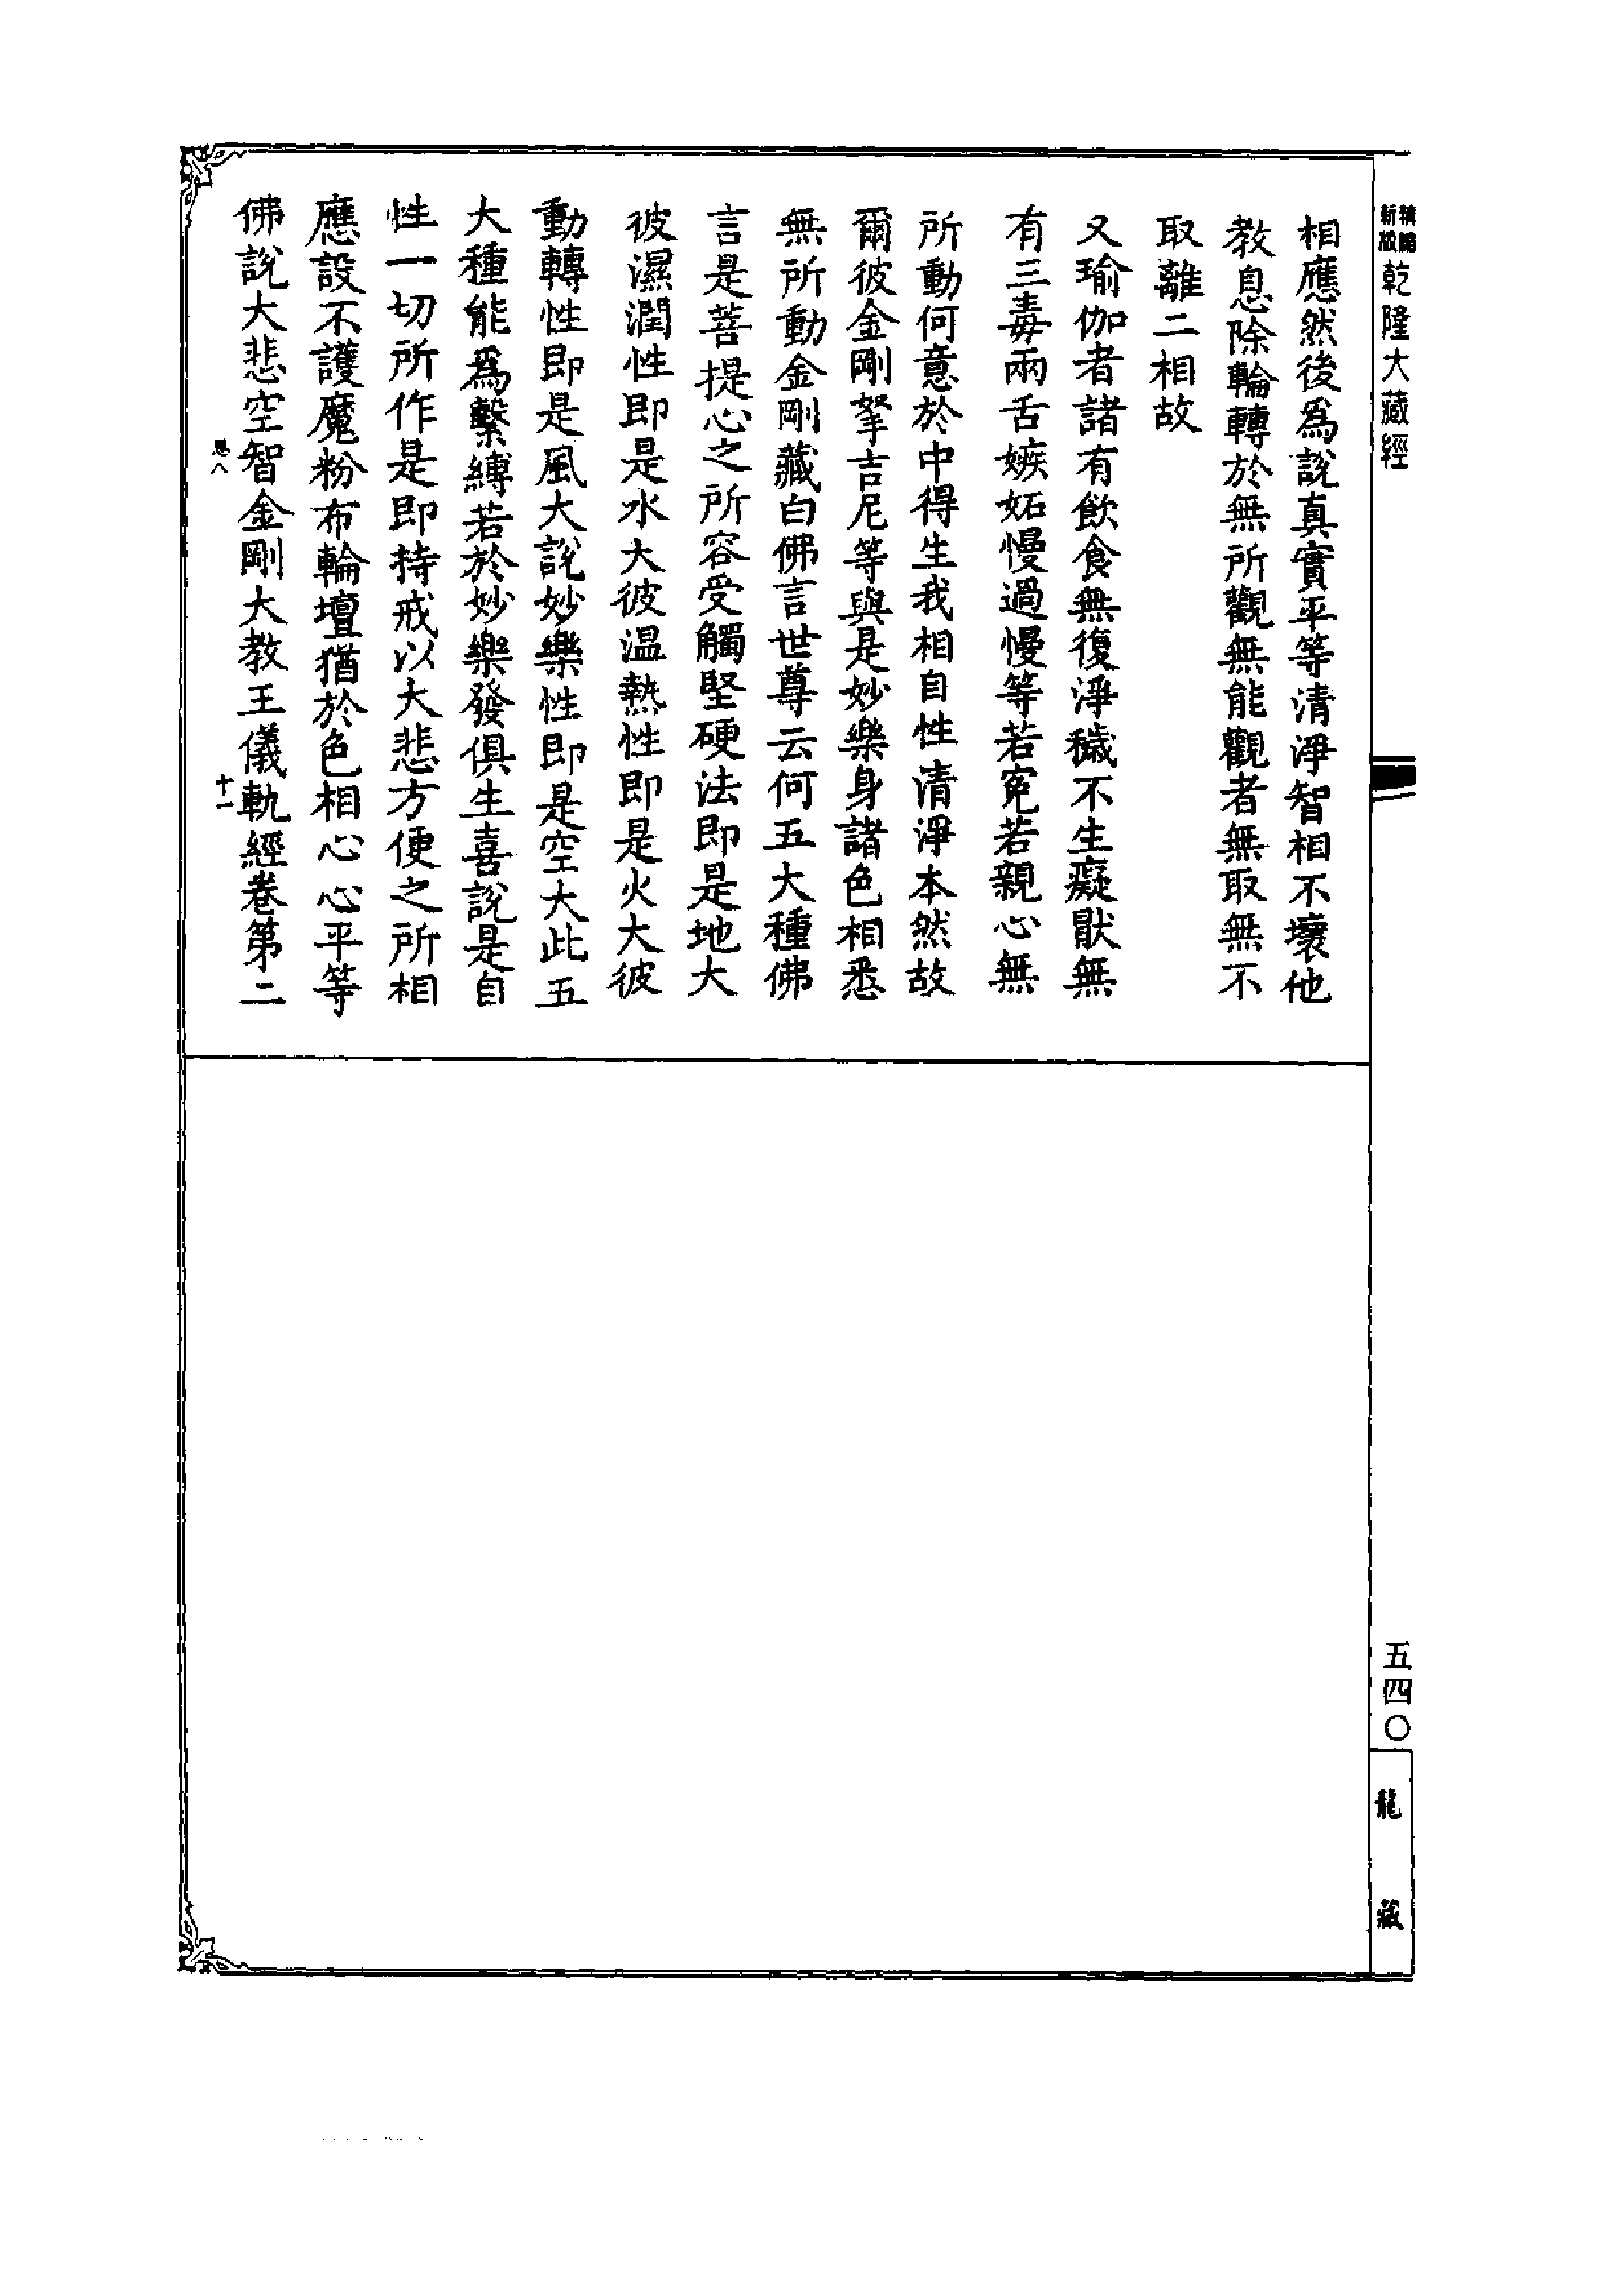 新版
乾隆大藏經
五四〇
龍藏
相應然後爲說真實平等清淨智相不壞他
教息除輪轉於無所觀無能觀者無取無不
取離二相故
又瑜伽者諸有飲食無復淨穢不生癡猒無
有三毒兩舌嫉妬慢過慢等若冤若親心無
所動何意於中得生我相自性清淨本然故
爾彼金剛拏吉尼等與是妙樂身諸色相悉
無所動金剛藏白佛言世尊云何五大種佛
言是菩提心之所容受觸堅硬法即是地大
彼濕潤性即是水大彼温熱性即是火大彼
動轉性即是風大說妙樂性即是空大此五
大種能爲繫縛若於妙樂發俱生喜說是自
性一切所作是即持戒以大悲方便之所相
應設不護魔粉布輪壇猶於色相心心平等
佛說大悲空智金剛大教王儀軌經卷第二
八
十一